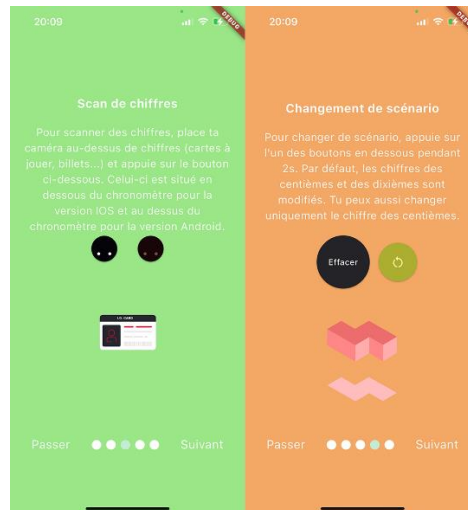 20:09
DEBUG
Scan de chiffres
Pour scanner des chiffres, place ta
caméra au-dessus de chiffres (cartes à
jouer, billets...) et appuie sur le bouton
ci-dessous. Celui-ci est situé en
dessous du chronomètre pour la
version IOS et au dessus du
chronomètre pour la version Android.
ID CARD
Passer
Suivant
20:09
DEBUG
Changement de scénario
Pour changer de scénario, appuie sur
l'un des boutons en dessous pendant
2s. Par défaut, les chiffres des
centièmes et des dixièmes sont
modifiés. Tu peux aussi changer
uniquement le chiffre des centièmes.
Effacer
Passer
Suivant